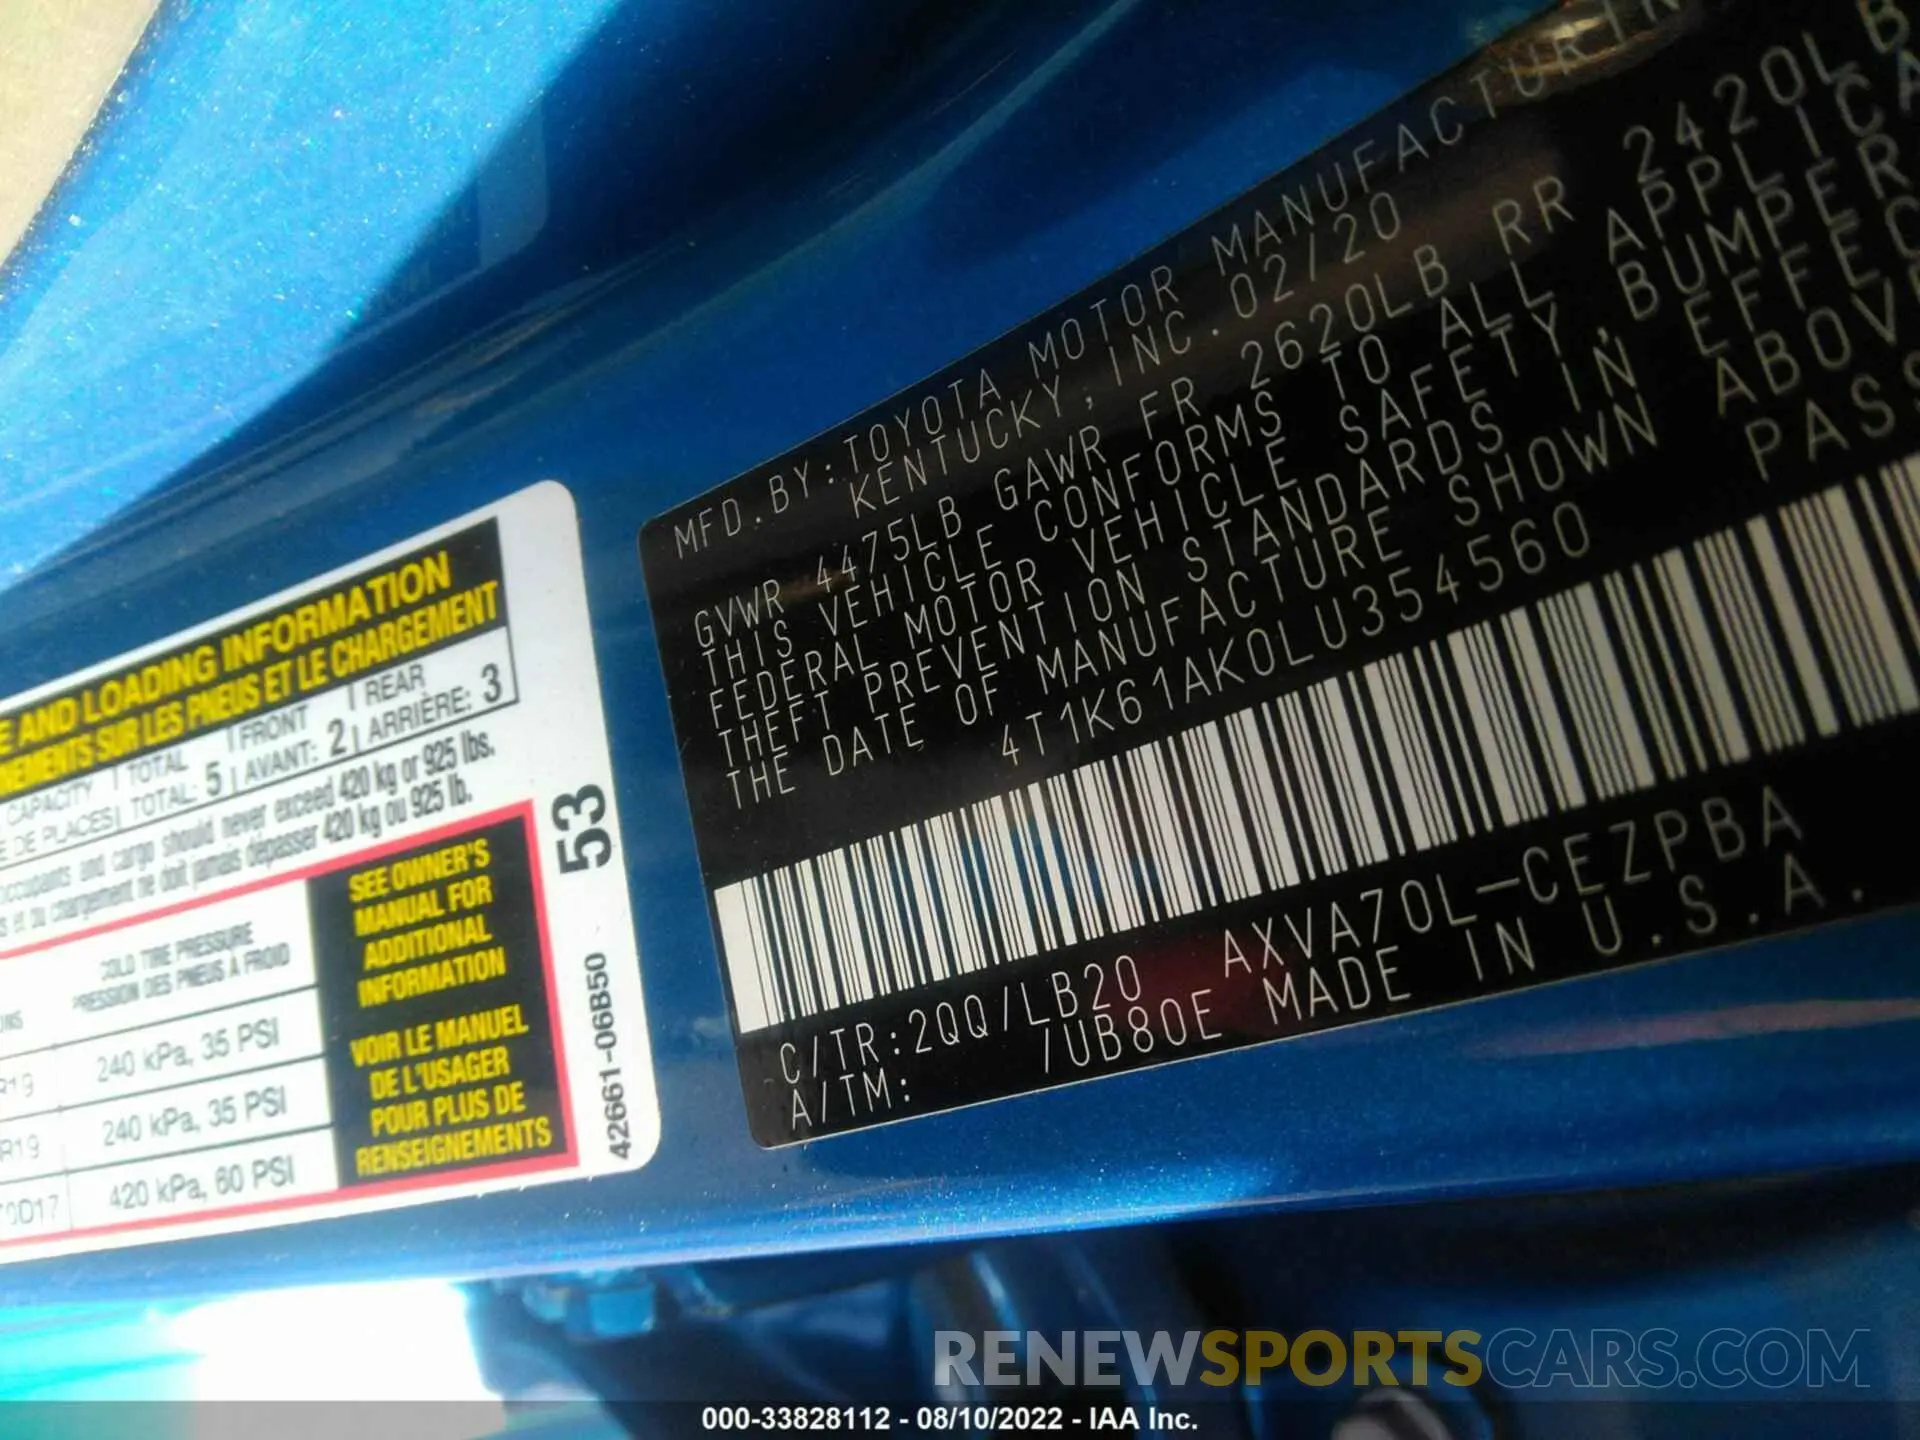 E AND LOADING INFORMATION
NEMENTS SUR LES PNEUS ET LE CHARGEMENT
CAPACITY | TOTAL | FRONT | REAR
E DE PLACES | TOTAL: 5 | AVANT: 2 | ARRIÈRE: 3
occupants and cargo should never exceed 420 kg or 925 lbs.
s et du chargement ne doit jamais dépasser 420 kg ou 925 lb.
COLD TIRE PRESSURE
PRESSION DES PNEUS A FROID
R19 240 kPa, 35 PSI
R19 240 kPa, 35 PSI
70D17 420 kPa, 60 PSI
SEE OWNER'S
MANUAL FOR
ADDITIONAL
INFORMATION
VOIR LE MANUEL
DE L'USAGER
POUR PLUS DE
RENSEIGNEMENTS
53
42661-06B50
MFD.BY:TOYOTA MOTOR MANUFACTURIN
KENTUCKY, INC.02/20
GVWR 4475LB GAWR FR 2620LB RR 2420LB
THIS VEHICLE CONFORMS TO ALL APPLICA
FEDERAL MOTOR VEHICLE SAFETY,BUMPER
THEFT PREVENTION STANDARDS IN EFFEC
THE DATE OF MANUFACTURE SHOWN ABOVE
4T1K61AK0LU354560 PASS
C/TR:2QQ/LB20 AXVA70L-CEZPBA
A/TM: /UB80E MADE IN U.S.A.
RENEWSPORTSCARS.COM
000-33828112 - 08/10/2022 - IAA Inc.